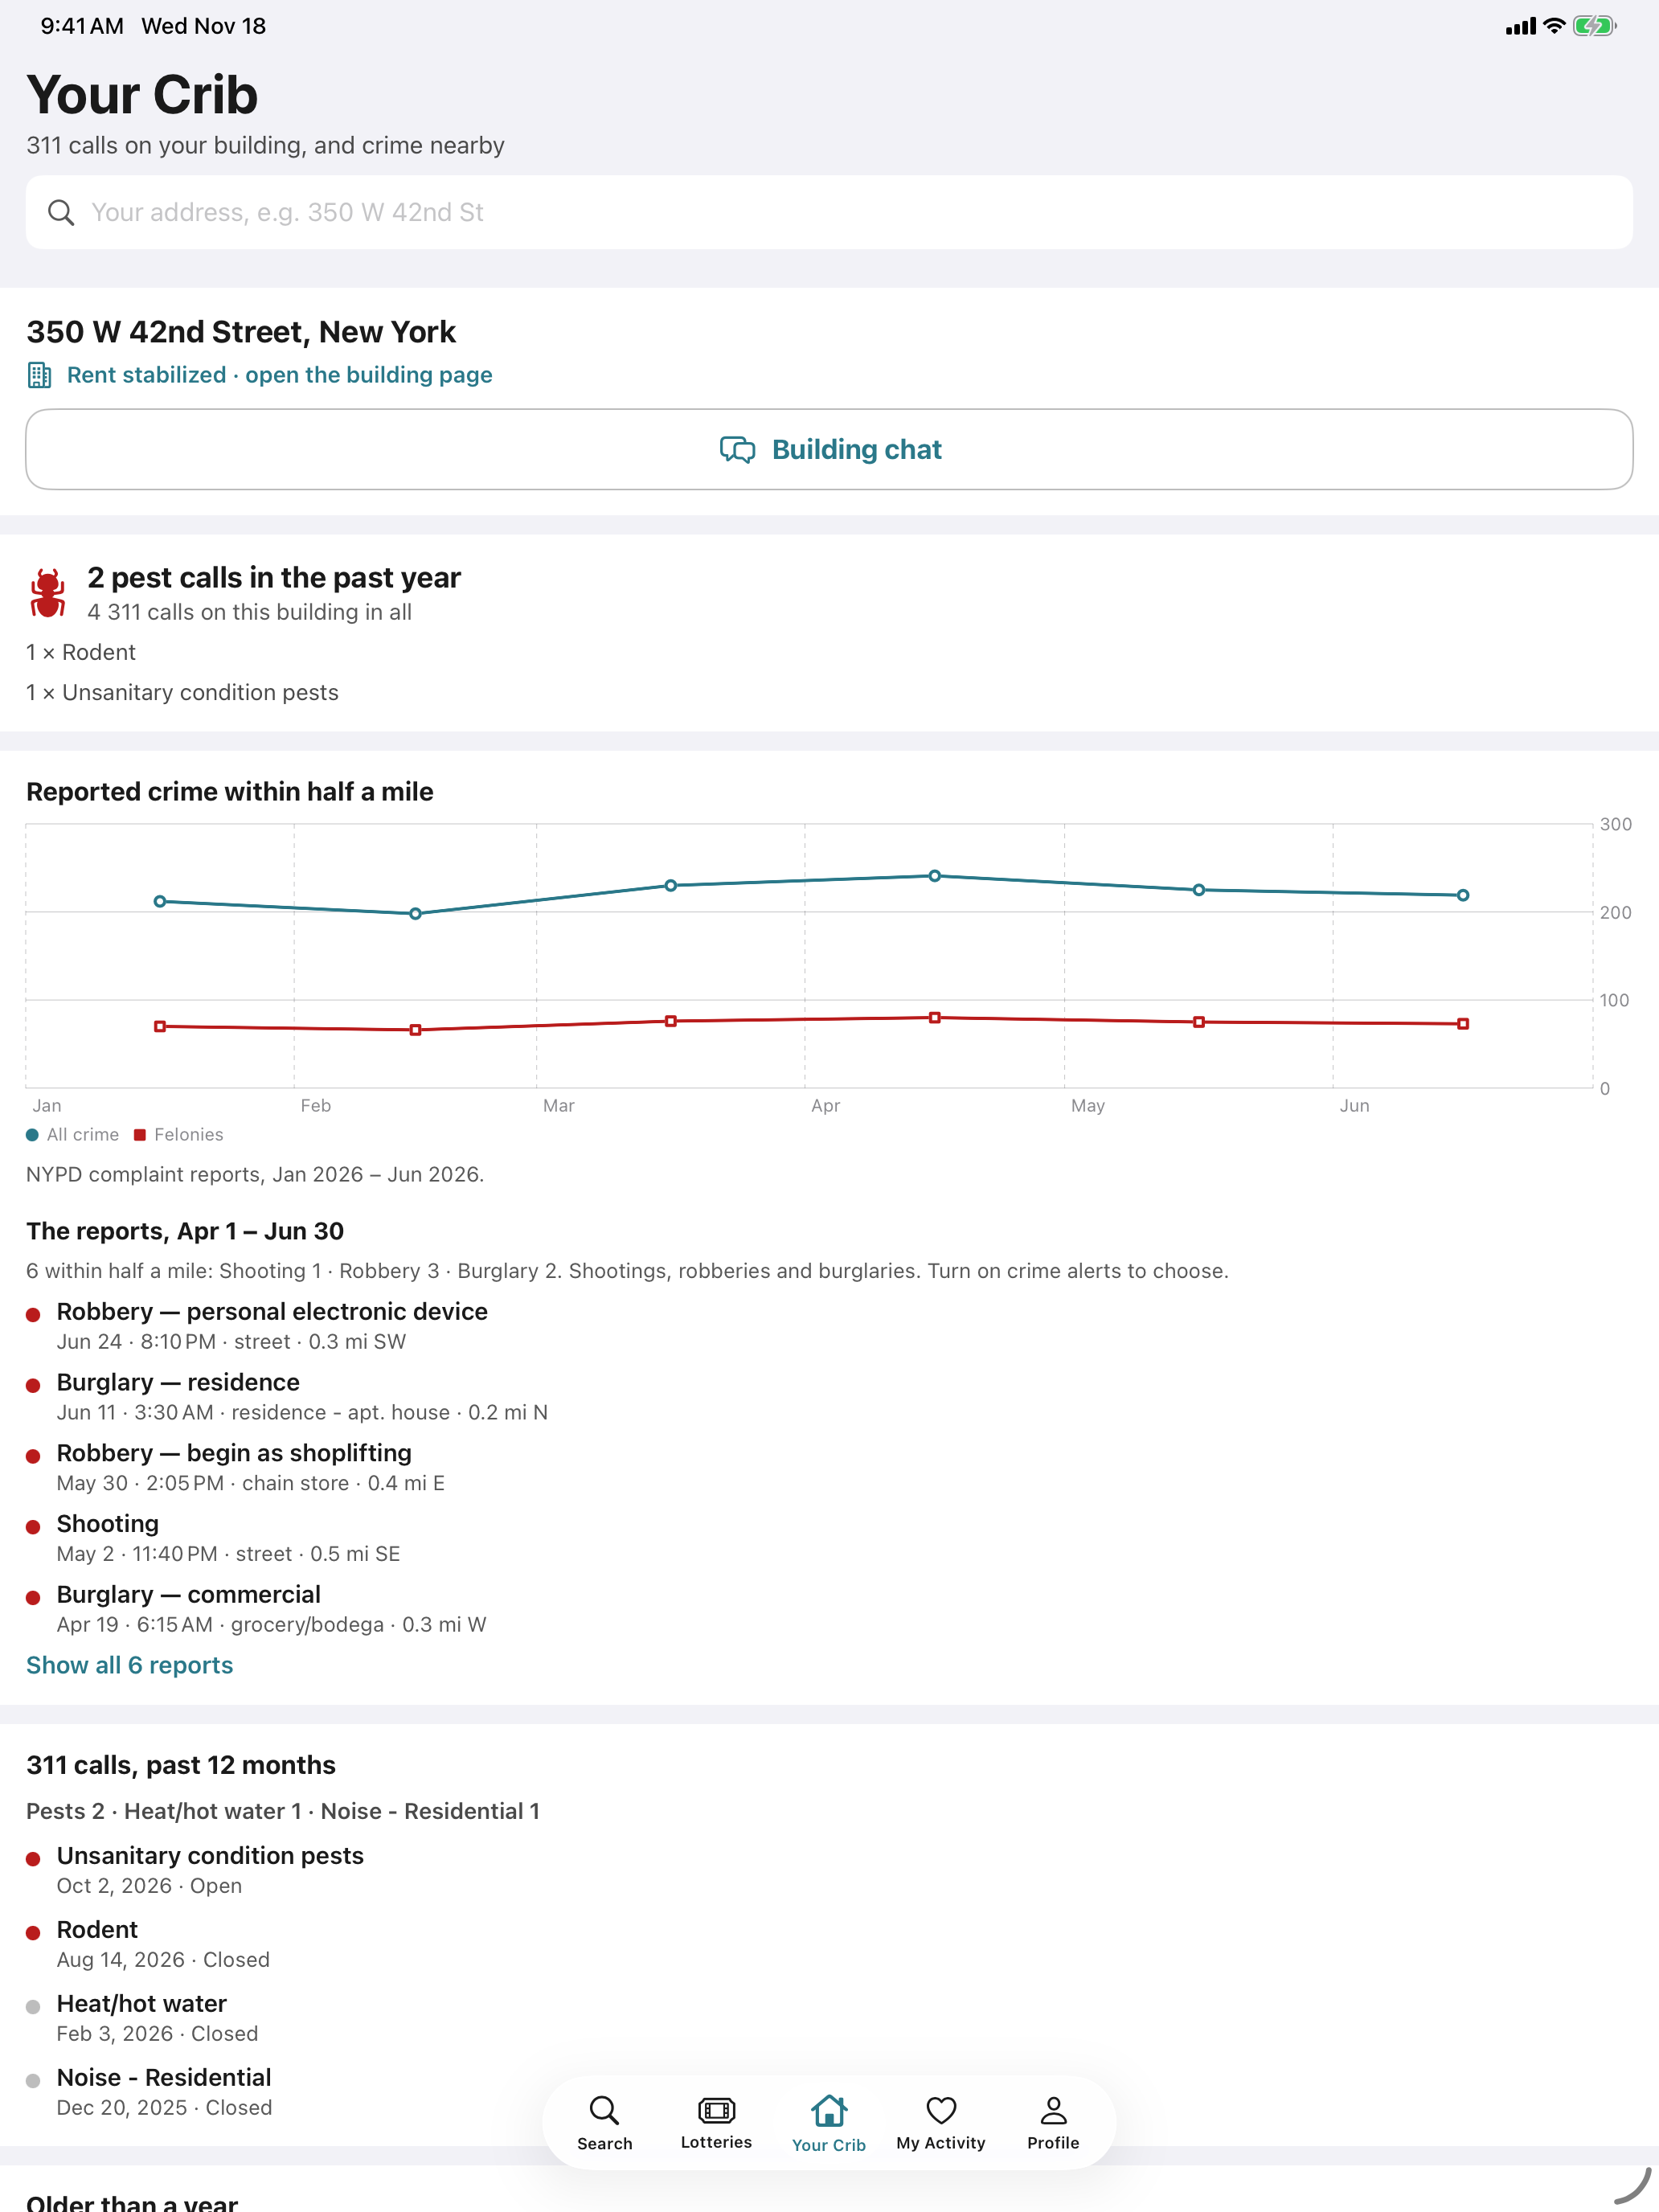 9:41 AM Wed Nov 18
Your Crib
311 calls on your building, and crime nearby
Your address, e.g. 350 W 42nd St
350 W 42nd Street, New York
Rent stabilized · open the building page
Building chat
2 pest calls in the past year
4 311 calls on this building in all
1 × Rodent
1 × Unsanitary condition pests
Reported crime within half a mile
300
200
100
0
Jan Feb Mar Apr May Jun
All crime Felonies
NYPD complaint reports, Jan 2026 – Jun 2026.
The reports, Apr 1 – Jun 30
6 within half a mile: Shooting 1 · Robbery 3 · Burglary 2. Shootings, robberies and burglaries. Turn on crime alerts to choose.
Robbery — personal electronic device
Jun 24 · 8:10 PM · street · 0.3 mi SW
Burglary — residence
Jun 11 · 3:30 AM · residence - apt. house · 0.2 mi N
Robbery — begin as shoplifting
May 30 · 2:05 PM · chain store · 0.4 mi E
Shooting
May 2 · 11:40 PM · street · 0.5 mi SE
Burglary — commercial
Apr 19 · 6:15 AM · grocery/bodega · 0.3 mi W
Show all 6 reports
311 calls, past 12 months
Pests 2 · Heat/hot water 1 · Noise - Residential 1
Unsanitary condition pests
Oct 2, 2026 · Open
Rodent
Aug 14, 2026 · Closed
Heat/hot water
Feb 3, 2026 · Closed
Noise - Residential
Dec 20, 2025 · Closed
Search Lotteries Your Crib My Activity Profile
Older than a year